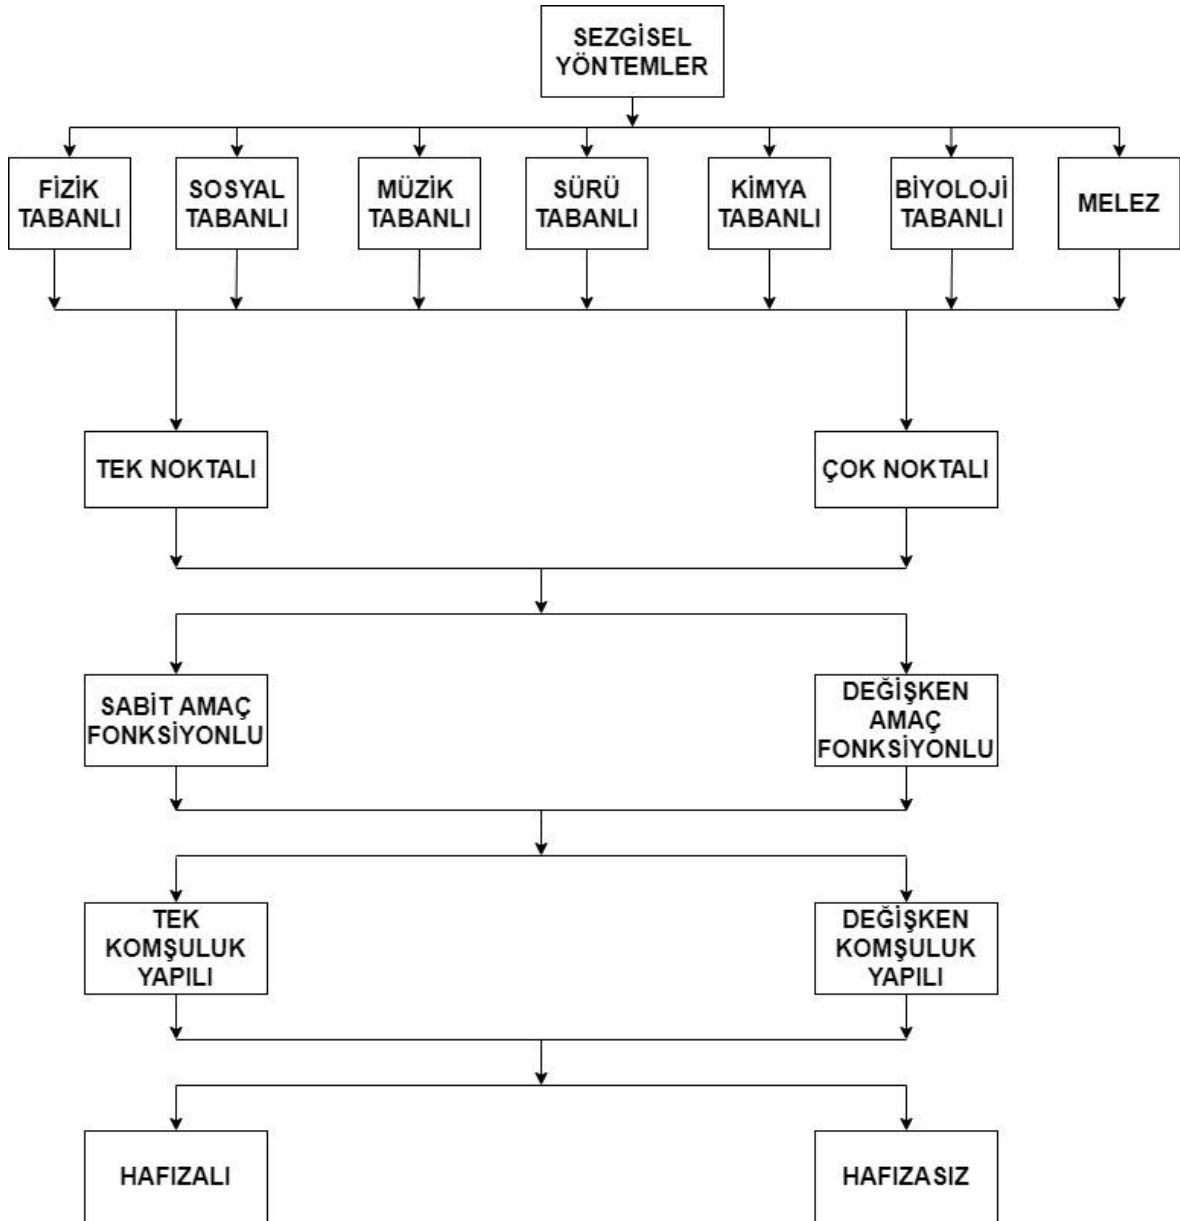 SEZGİSEL
YÖNTEMLER
FİZİK
TABANLI
SOSYAL
TABANLI
MÜZİK
TABANLI
SÜRÜ
TABANLI
KİMYA
TABANLI
BİYOLOJİ
TABANLI
MELEZ
TEK NOKTALI
ÇOK NOKTALI
SABİT AMAÇ
FONKSİYONLU
DEĞİŞKEN
AMAÇ
FONKSİYONLU
TEK
KOMŞULUK
YAPILI
DEĞİŞKEN
KOMŞULUK
YAPILI
HAFIZALI
HAFIZASIZ